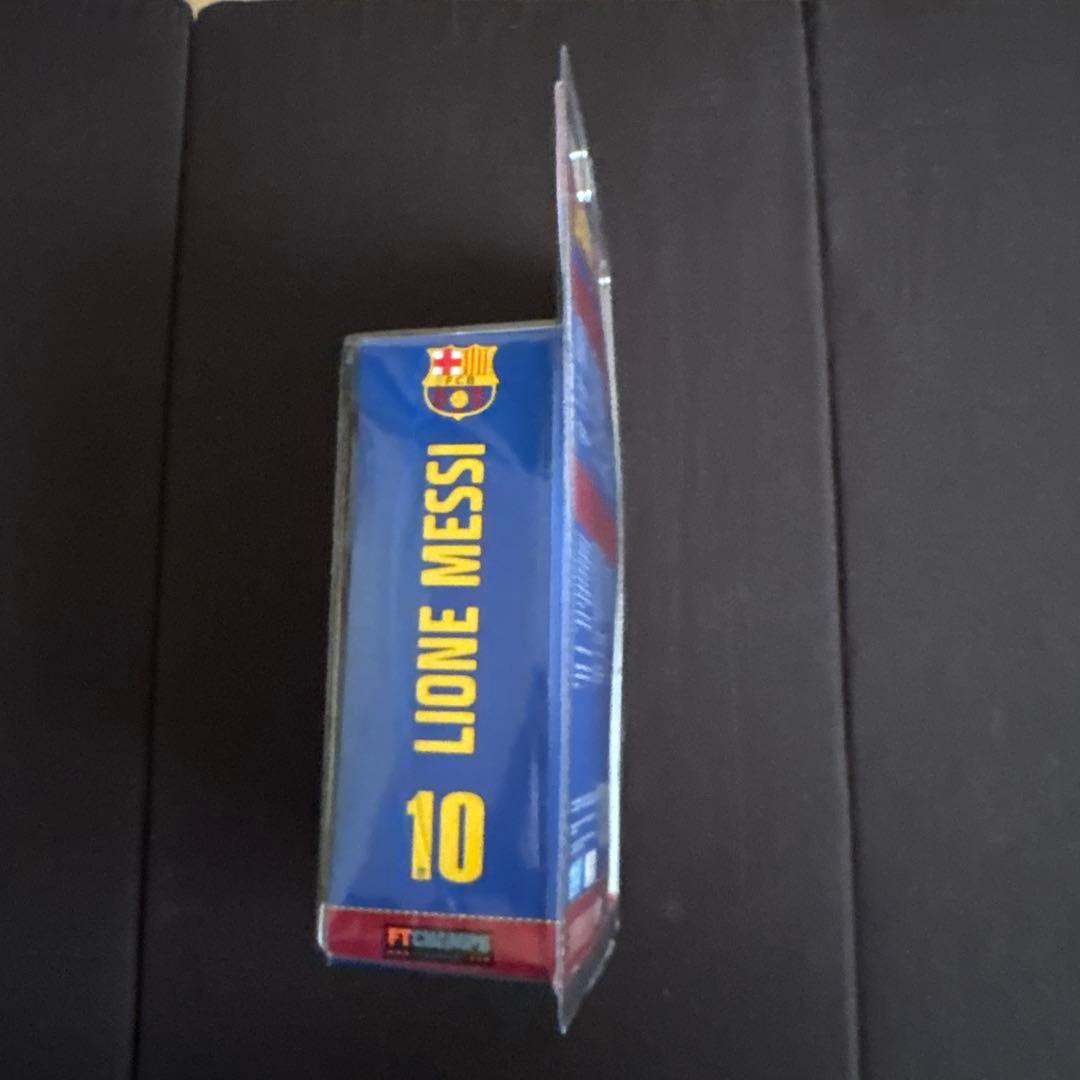 FCB
LIONE MESSI
10
FTCHAMPS